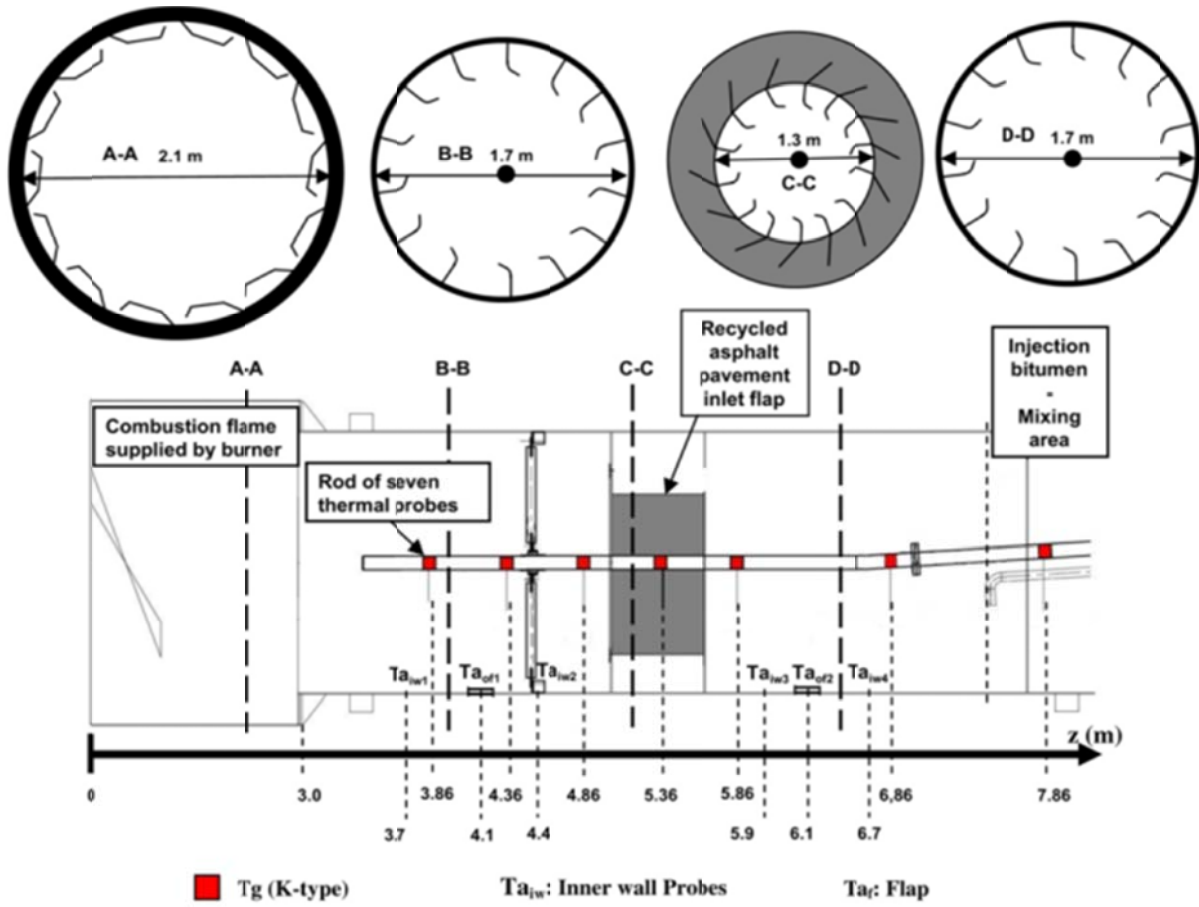 A-A 2.1 m
B-B 1.7 m
1.3 m
C-C
D-D 1.7 m
Recycled
asphalt
pavement
inlet flap
Injection
bitumen
-
Mixing
area
A-A
B-B
C-C
D-D
Combustion flame
supplied by burner
Rod of seven
thermal probes
Taiw1
Taof1
Taiw2
Taiw3
Taof2
Taiw4
z (m)
0
3.0
3.86
4.36
4.86
5.36
5.86
6,86
7.86
3.7
4.1
4.4
5.9
6.1
6.7
Tg (K-type)
Taiw: Inner wall Probes
Taf: Flap